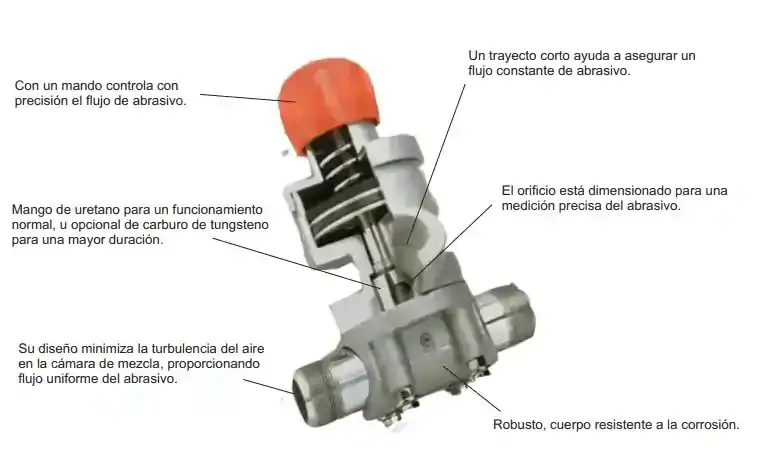 Un trayecto corto ayuda a asegurar un
flujo constante de abrasivo.
Con un mando controla con
precisión el flujo de abrasivo.
El orificio está dimensionado para una
medición precisa del abrasivo.
Mango de uretano para un funcionamiento
normal, u opcional de carburo de tungsteno
para una mayor duración.
Su diseño minimiza la turbulencia del aire
en la cámara de mezcla, proporcionando
flujo uniforme del abrasivo.
Robusto, cuerpo resistente a la corrosión.